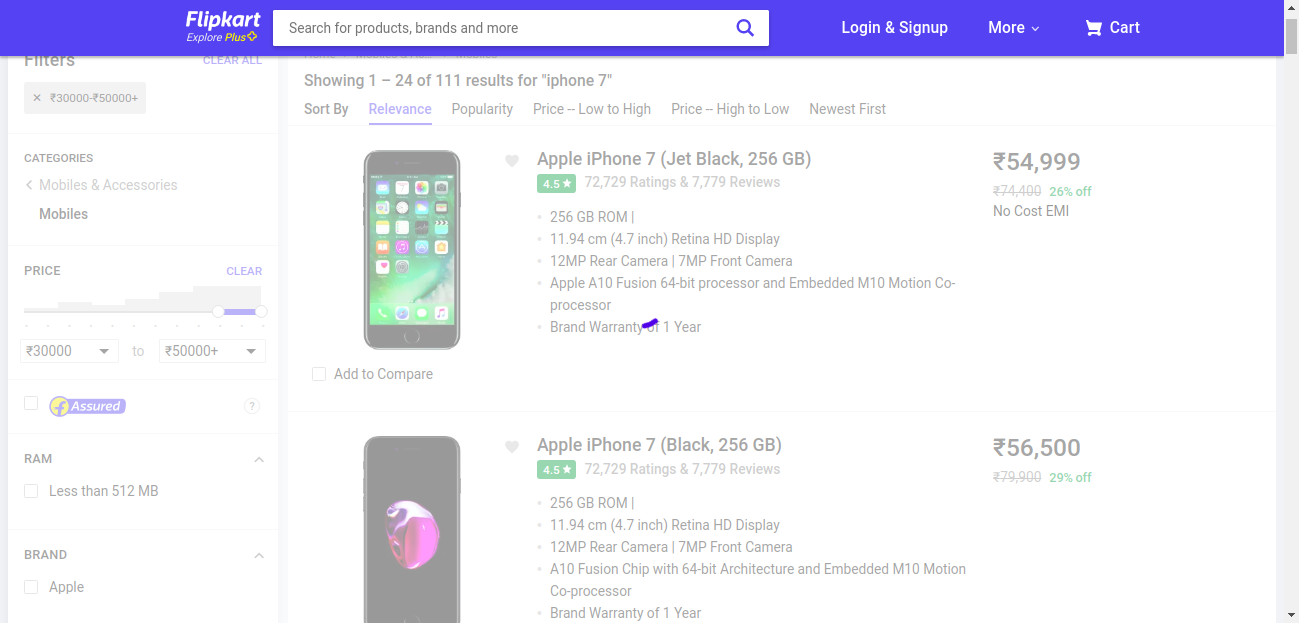 Flipkart
Explore Plus
Search for products, brands and more
Login & Signup
More
Cart
Filters
CLEAR ALL
✕ ₹30000-₹50000+
CATEGORIES
Mobiles & Accessories
Mobiles
PRICE
CLEAR
₹30000
to
₹50000+
Assured
?
RAM
Less than 512 MB
BRAND
Apple
Showing 1 – 24 of 111 results for "iphone 7"
Sort By
Relevance
Popularity
Price -- Low to High
Price -- High to Low
Newest First
Apple iPhone 7 (Jet Black, 256 GB)
4.5 ★
72,729 Ratings & 7,779 Reviews
256 GB ROM |
11.94 cm (4.7 inch) Retina HD Display
12MP Rear Camera | 7MP Front Camera
Apple A10 Fusion 64-bit processor and Embedded M10 Motion Co-
processor
Brand Warranty of 1 Year
₹54,999
₹74,400 26% off
No Cost EMI
Add to Compare
Apple iPhone 7 (Black, 256 GB)
4.5 ★
72,729 Ratings & 7,779 Reviews
256 GB ROM |
11.94 cm (4.7 inch) Retina HD Display
12MP Rear Camera | 7MP Front Camera
A10 Fusion Chip with 64-bit Architecture and Embedded M10 Motion
Co-processor
Brand Warranty of 1 Year
₹56,500
₹79,900 29% off